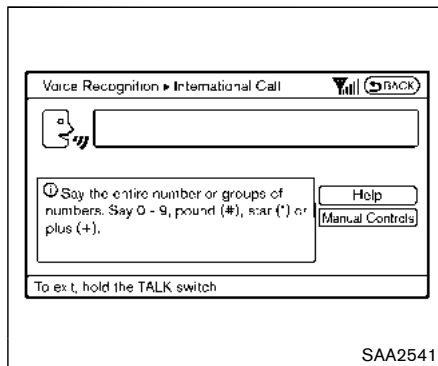 Voice Recognition ▸ International Call
BACK
Say the entire number or groups of
numbers. Say 0 - 9, pound (#), star (*) or
plus (+).
Help
Manual Controls
To exit, hold the TALK switch
SAA2541